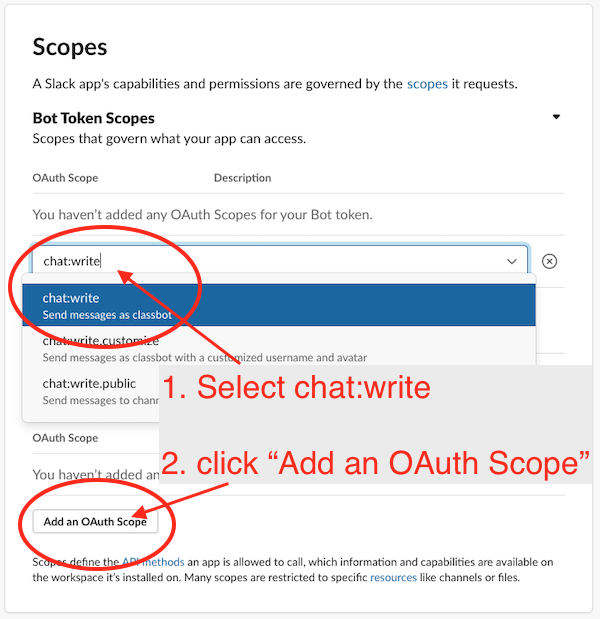 Scopes
A Slack app's capabilities and permissions are governed by the scopes it requests.
Bot Token Scopes
Scopes that govern what your app can access.
OAuth Scope Description
You haven't added any OAuth Scopes for your Bot token.
chat:write
chat:write
Send messages as classbot
chat:write.customize
Send messages as classbot with a customized username and avatar
chat:write.public
Send messages to chann
1. Select chat:write
OAuth Scope
2. click “Add an OAuth Scope”
You haven't added an
Add an OAuth Scope
Scopes define the API methods an app is allowed to call, which information and capabilities are available on
the workspace it's installed on. Many scopes are restricted to specific resources like channels or files.